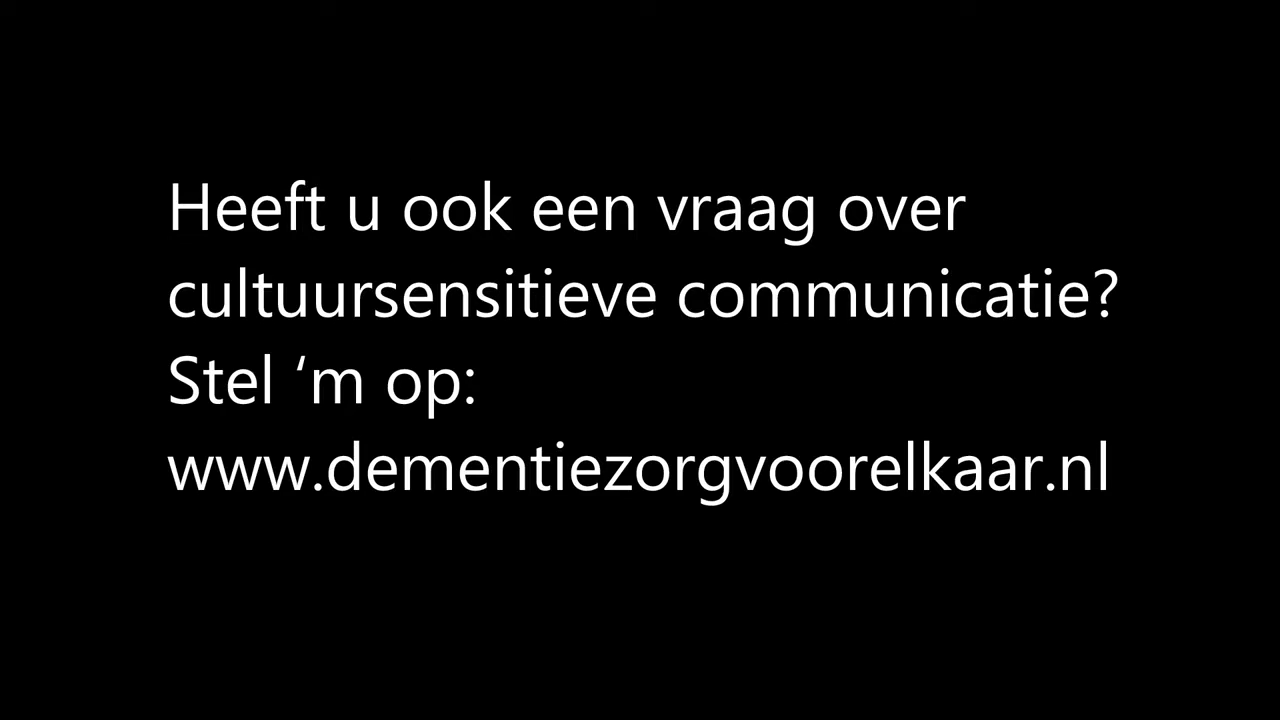 Heeft u ook een vraag over
cultuursensitieve communicatie?
Stel ‘m op:
www.dementiezorgvoorelkaar.nl